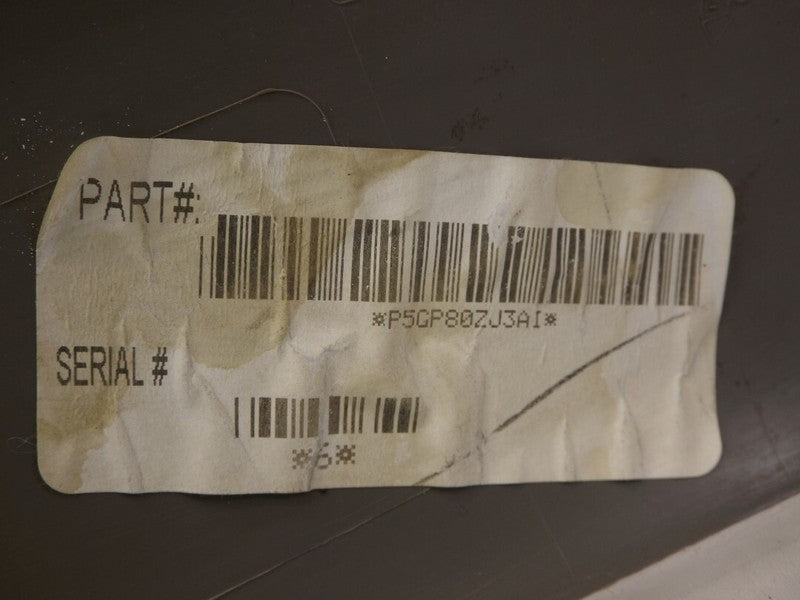 PART#:
*P5GP80ZJ3AI*
SERIAL #
*6*